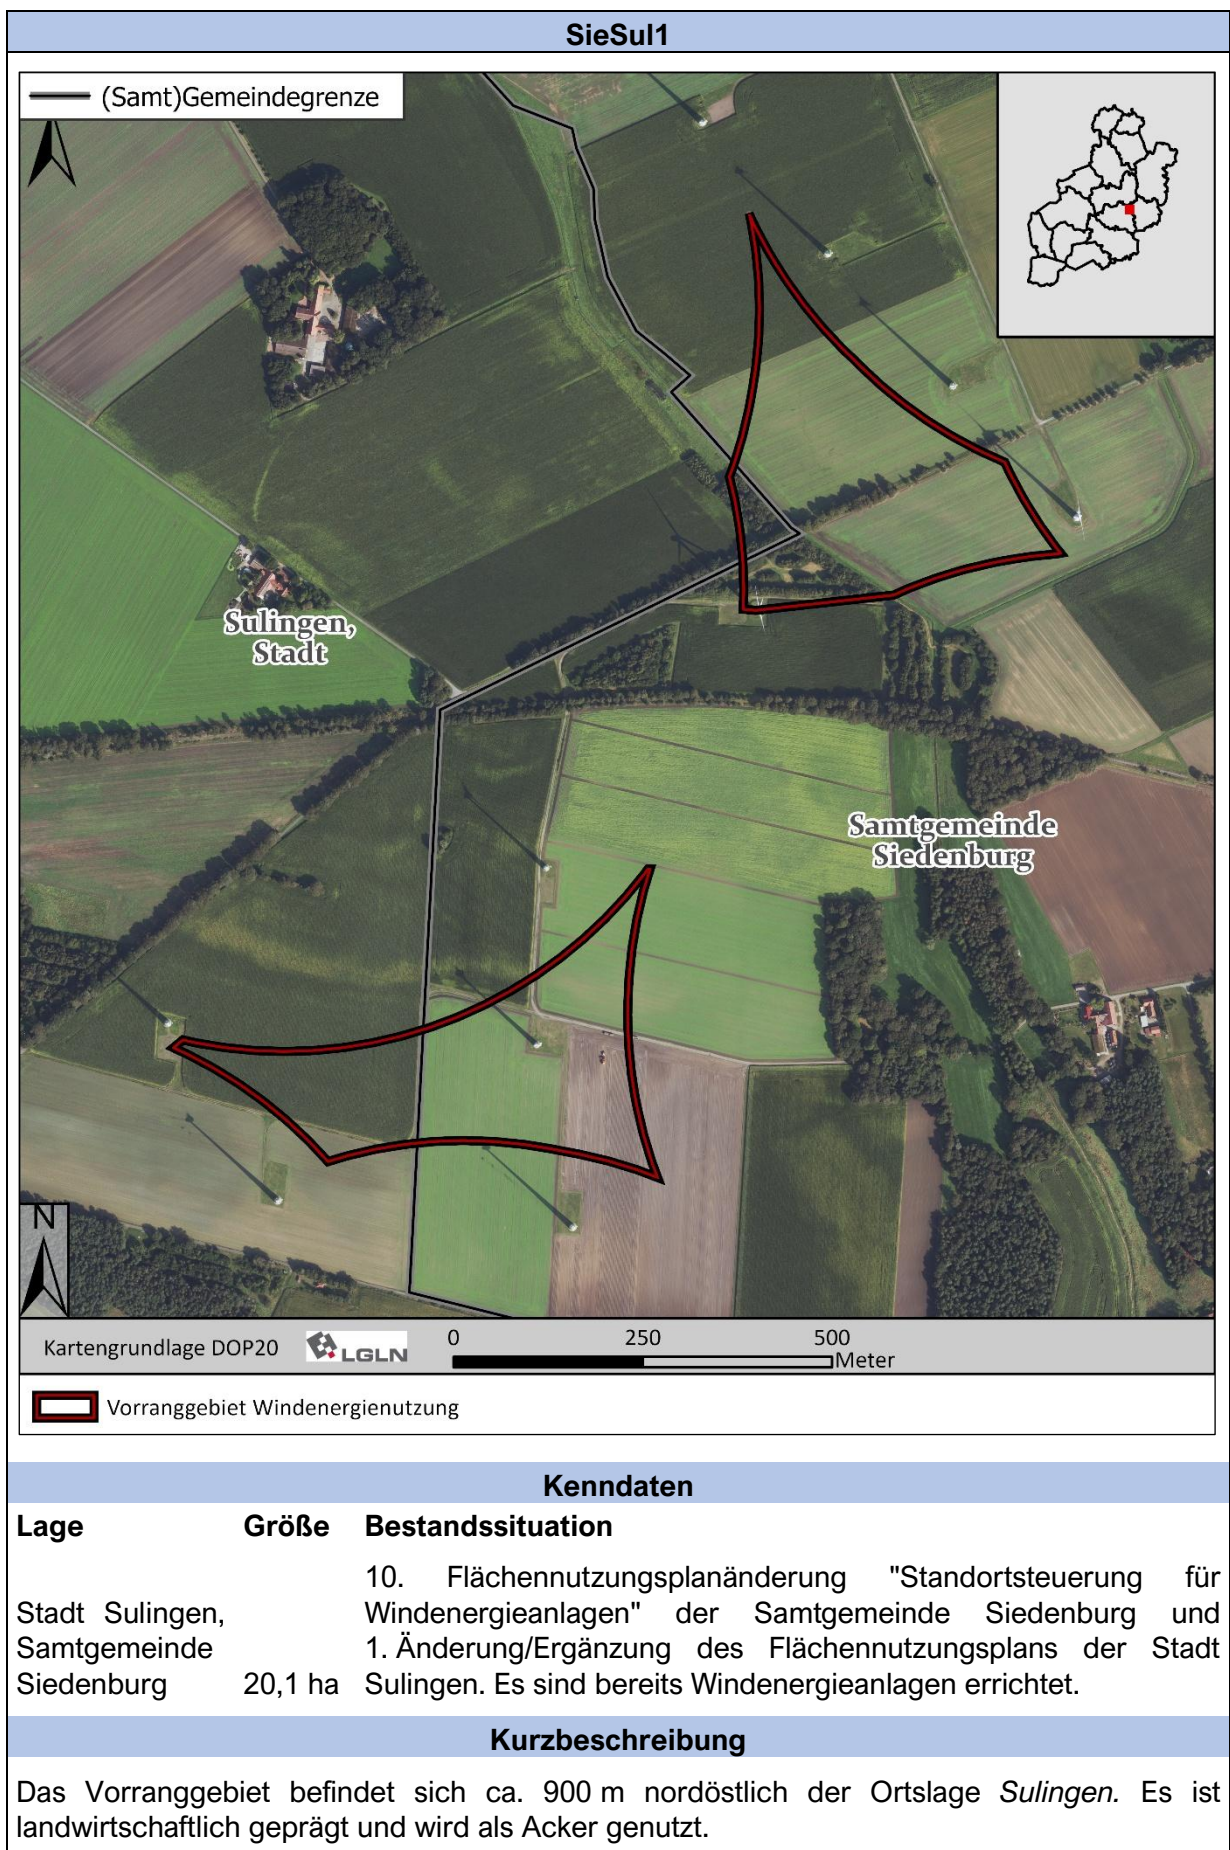 SieSul1
(Samt)Gemeindegrenze
Sulingen,
Stadt
Samtgemeinde
Siedenburg
N
Kartengrundlage DOP20
LGLN
0 250 500
Meter
Vorranggebiet Windenergienutzung
Kenndaten
Lage Größe Bestandssituation
Stadt Sulingen,
Samtgemeinde
Siedenburg
20,1 ha
10. Flächennutzungsplanänderung "Standortsteuerung für
Windenergieanlagen" der Samtgemeinde Siedenburg und
1. Änderung/Ergänzung des Flächennutzungsplans der Stadt
Sulingen. Es sind bereits Windenergieanlagen errichtet.
Kurzbeschreibung
Das Vorranggebiet befindet sich ca. 900 m nordöstlich der Ortslage Sulingen. Es ist
landwirtschaftlich geprägt und wird als Acker genutzt.